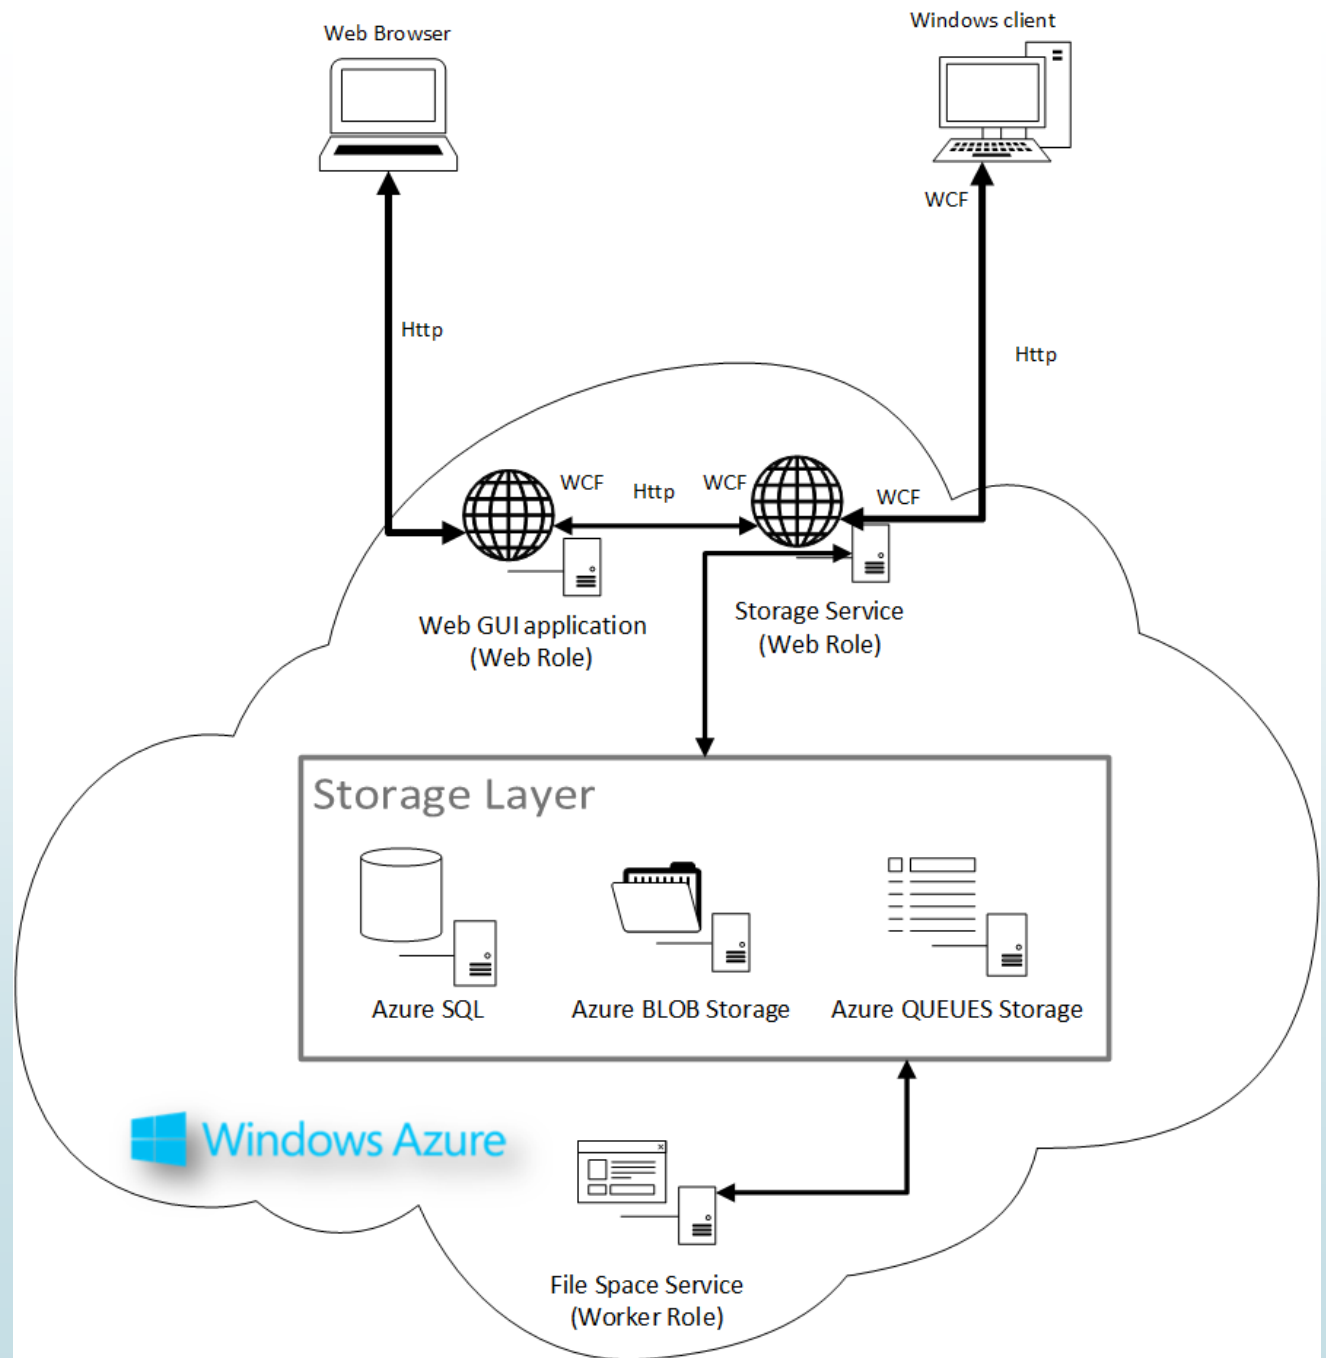 Web Browser
Windows client
WCF
Http
Http
WCF
Http
WCF
WCF
Web GUI application
(Web Role)
Storage Service
(Web Role)
Storage Layer
Azure SQL
Azure BLOB Storage
Azure QUEUES Storage
Windows Azure
File Space Service
(Worker Role)